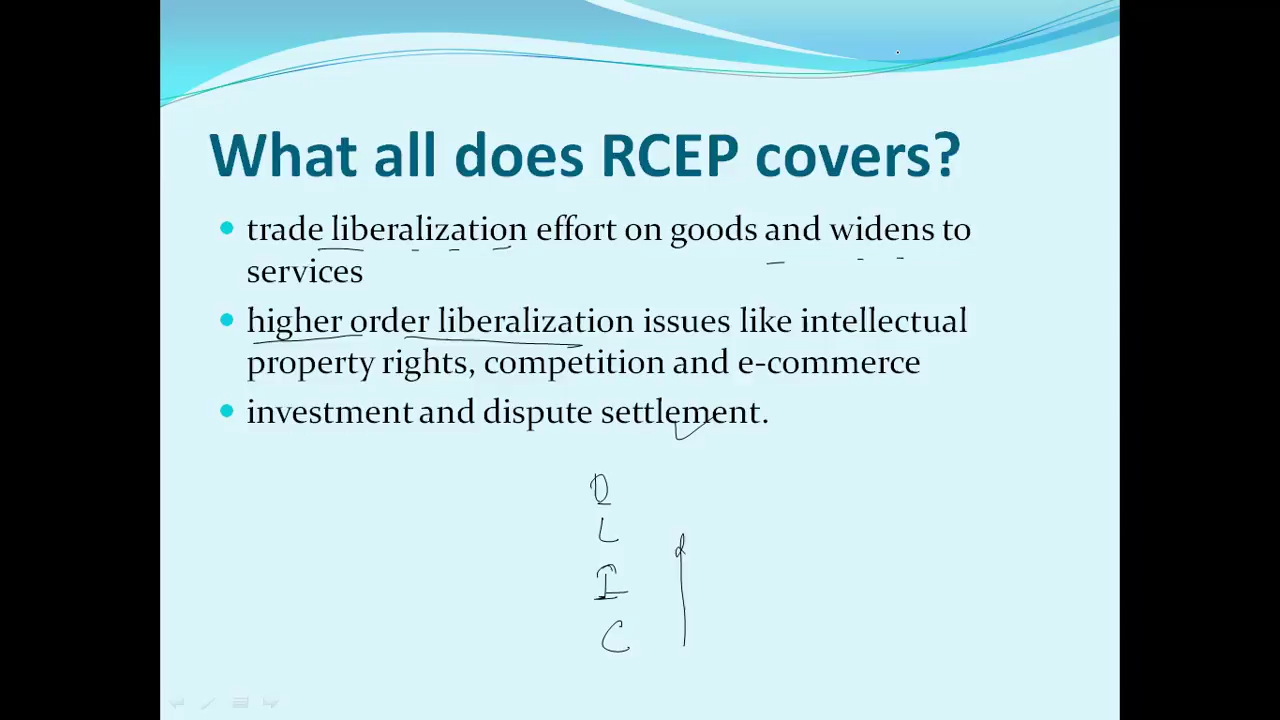 What all does RCEP covers?
trade liberalization effort on goods and widens to
services
higher order liberalization issues like intellectual
property rights, competition and e-commerce
investment and dispute settlement.
D
L
I
C